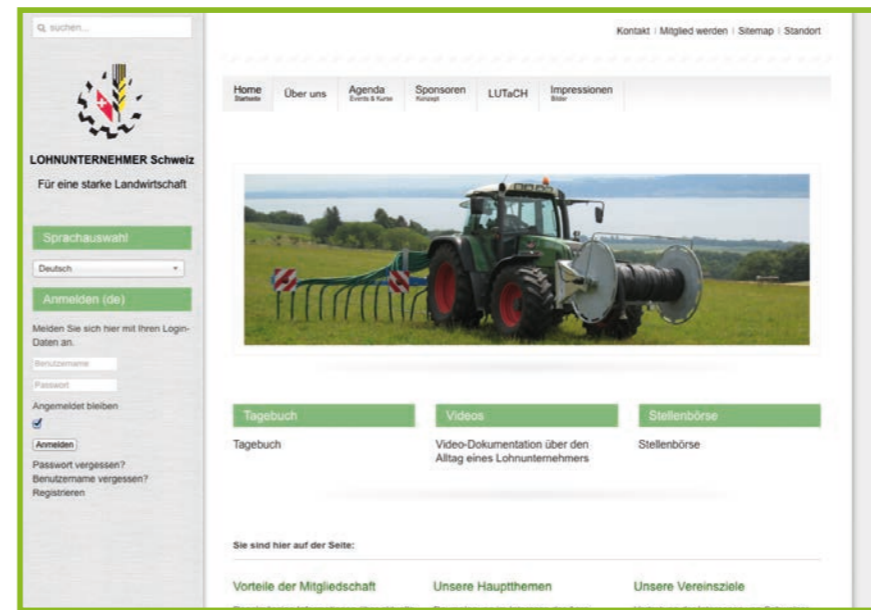 suchen...
Kontakt | Mitglied werden | Sitemap | Standort
Home
Startseite
Über uns
Agenda
Events & Kurse
Sponsoren
Konzept
LUTaCH
Impressionen
Bilder
LOHNUNTERNEHMER Schweiz
Für eine starke Landwirtschaft
Sprachauswahl
Deutsch
Anmelden (de)
Melden Sie sich hier mit Ihren Login-
Daten an.
Benutzername
Passwort
Angemeldet bleiben
Anmelden
Passwort vergessen?
Benutzername vergessen?
Registrieren
Tagebuch
Tagebuch
Videos
Video-Dokumentation über den
Alltag eines Lohnunternehmers
Stellenbörse
Stellenbörse
Sie sind hier auf der Seite:
Vorteile der Mitgliedschaft
Unsere Hauptthemen
Unsere Vereinsziele